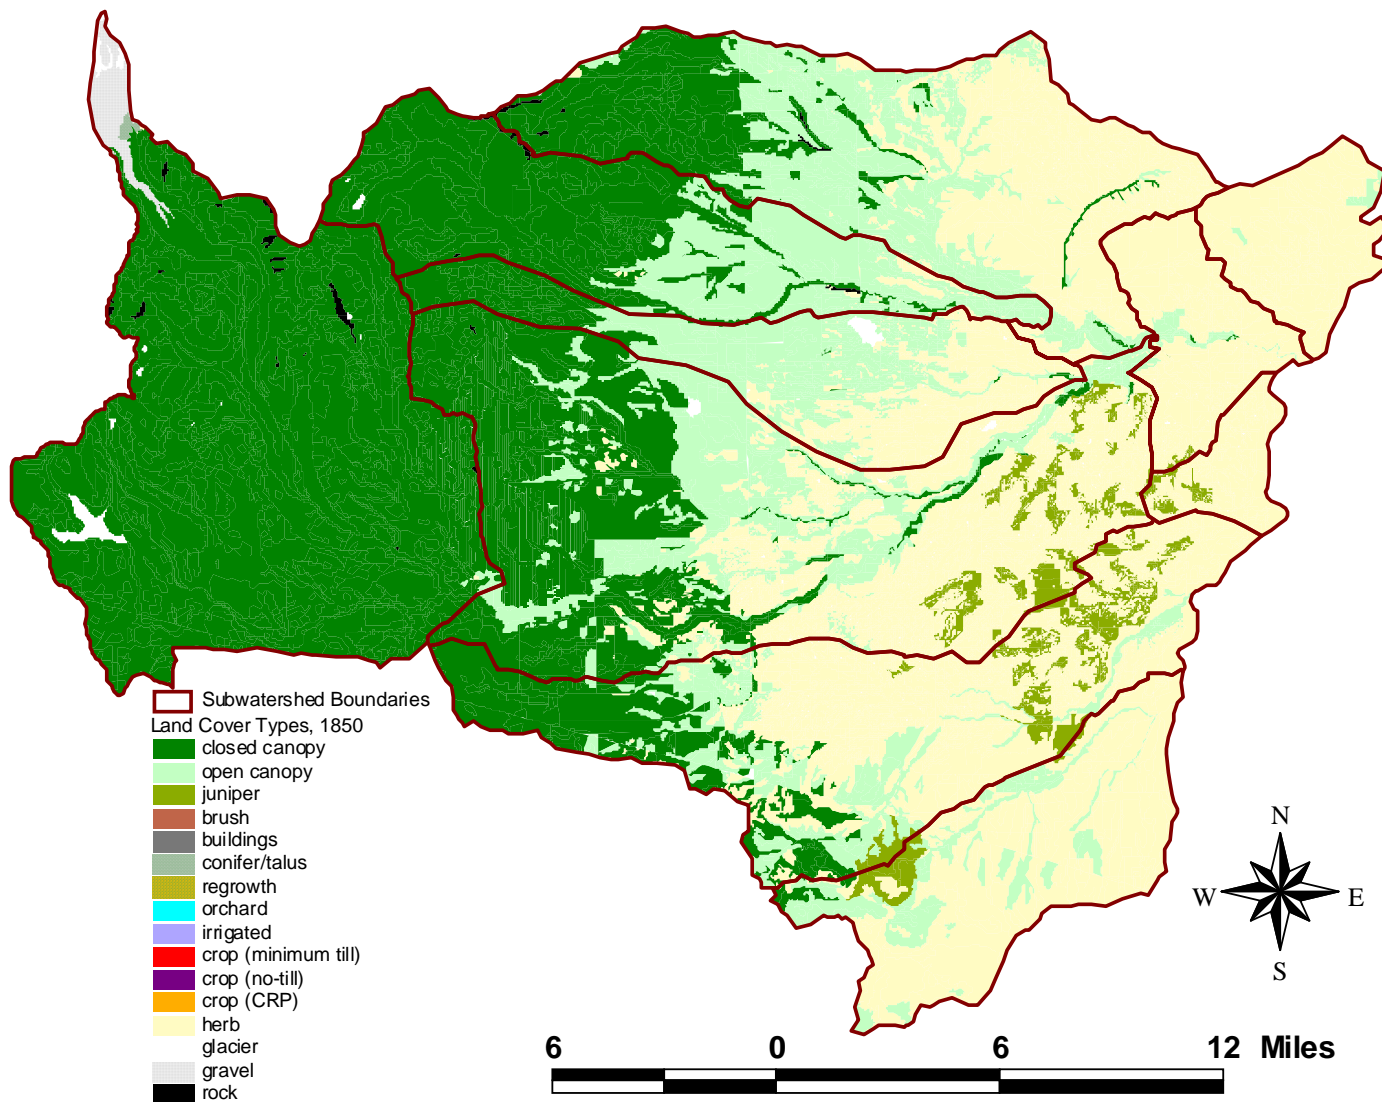 Subwatershed Boundaries
Land Cover Types, 1850
closed canopy
open canopy
juniper
brush
buildings
conifer/talus
regrowth
orchard
irrigated
crop (minimum till)
crop (no-till)
crop (CRP)
herb
glacier
gravel
rock
N
W E
S
6 0 6 12 Miles